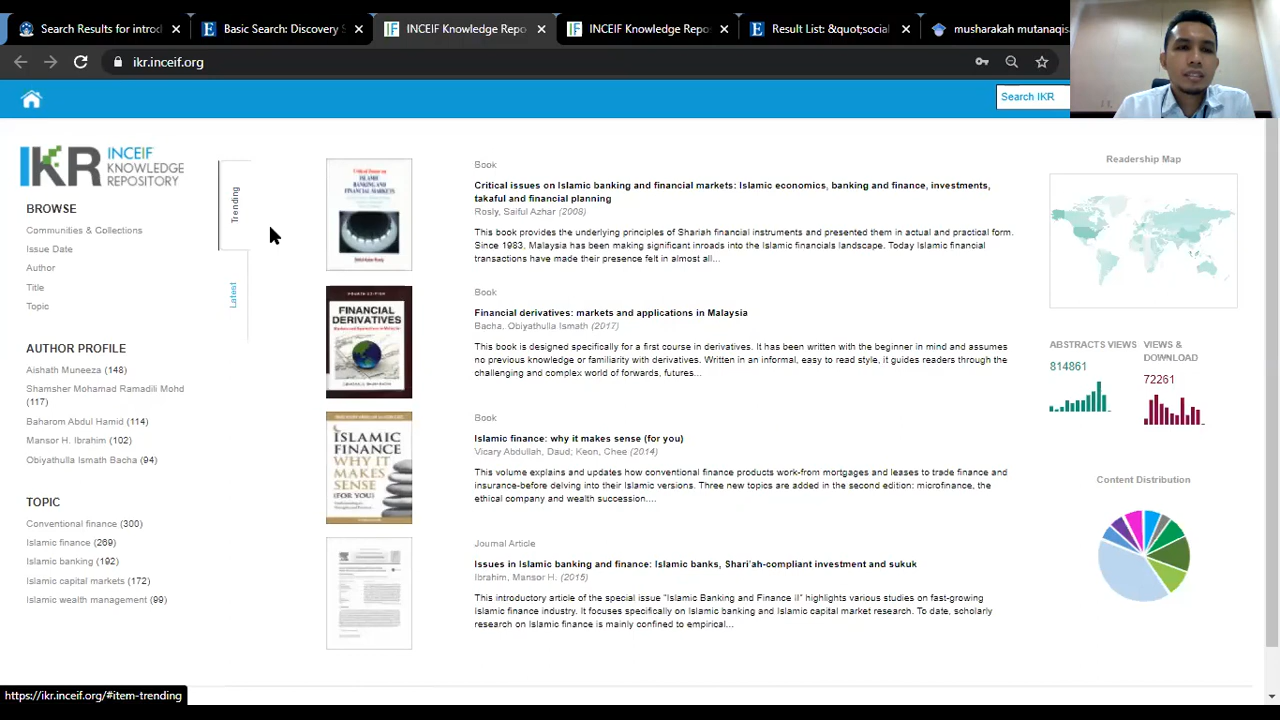 Search Results for introd
Basic Search: Discovery S
INCEIF Knowledge Repo
INCEIF Knowledge Repo
Result List: &quot;social
musharakah mutanaqis
ikr.inceif.org
Search IKR
IKR INCEIF
KNOWLEDGE
REPOSITORY
BROWSE
Communities & Collections
Issue Date
Author
Title
Topic
AUTHOR PROFILE
Aishath Muneeza (148)
Shamsher Mohamad Ramadili Mohd
(117)
Baharom Abdul Hamid (114)
Mansor H. Ibrahim (102)
Obiyathulla Ismath Bacha (94)
TOPIC
Conventional finance (300)
Islamic finance (269)
Islamic banking (192)
Islamic capital markets (172)
Islamic wealth management (99)
Trending
Latest
Book
Critical issues on Islamic banking and financial markets: Islamic economics, banking and finance, investments,
takaful and financial planning
Rosly, Saiful Azhar (2008)
This book provides the underlying principles of Shariah financial instruments and presented them in actual and practical form.
Since 1983, Malaysia has been making significant inroads into the Islamic financials landscape. Today Islamic financial
transactions have made their presence felt in almost all...
FINANCIAL
DERIVATIVES
Book
Financial derivatives: markets and applications in Malaysia
Bacha, Obiyathulla Ismath (2017)
This book is designed specifically for a first course in derivatives. It has been written with the beginner in mind and assumes
no previous knowledge or familiarity with derivatives. Written in an informal, easy to read style, it guides readers through the
challenging and complex world of forwards, futures...
ISLAMIC
FINANCE
WHY IT
MAKES
SENSE
(FOR YOU)
Book
Islamic finance: why it makes sense (for you)
Vicary Abdullah, Daud; Keon, Chee (2014)
This volume explains and updates how conventional finance products work-from mortgages and leases to trade finance and
insurance-before delving into their Islamic versions. Three new topics are added in the second edition: microfinance, the
ethical company and wealth succession....
Journal Article
Issues in Islamic banking and finance: Islamic banks, Shari'ah-compliant investment and sukuk
Ibrahim, Mansor H. (2015)
This introductory article of the special issue "Islamic Banking and Finance II" highlights various studies on fast-growing
Islamic finance industry. It focuses specifically on Islamic banking and Islamic capital market research. To date, scholarly
research on Islamic finance is mainly confined to empirical...
Readership Map
ABSTRACTS VIEWS
814861
VIEWS &
DOWNLOAD
72261
Content Distribution
https://ikr.inceif.org/#item-trending